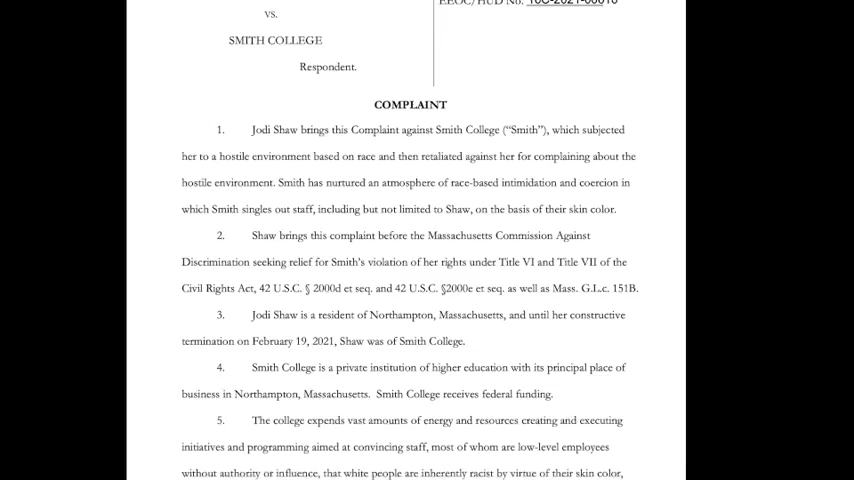 EEOC/HUD No.
vs.
SMITH COLLEGE
Respondent.
COMPLAINT
1. Jodi Shaw brings this Complaint against Smith College (“Smith”), which subjected
her to a hostile environment based on race and then retaliated against her for complaining about the
hostile environment. Smith has nurtured an atmosphere of race-based intimidation and coercion in
which Smith singles out staff, including but not limited to Shaw, on the basis of their skin color.
2. Shaw brings this complaint before the Massachusetts Commission Against
Discrimination seeking relief for Smith’s violation of her rights under Title VI and Title VII of the
Civil Rights Act, 42 U.S.C. § 2000d et seq. and 42 U.S.C. §2000e et seq. as well as Mass. G.L.c. 151B.
3. Jodi Shaw is a resident of Northampton, Massachusetts, and until her constructive
termination on February 19, 2021, Shaw was of Smith College.
4. Smith College is a private institution of higher education with its principal place of
business in Northampton, Massachusetts. Smith College receives federal funding.
5. The college expends vast amounts of energy and resources creating and executing
initiatives and programming aimed at convincing staff, most of whom are low-level employees
without authority or influence, that white people are inherently racist by virtue of their skin color,